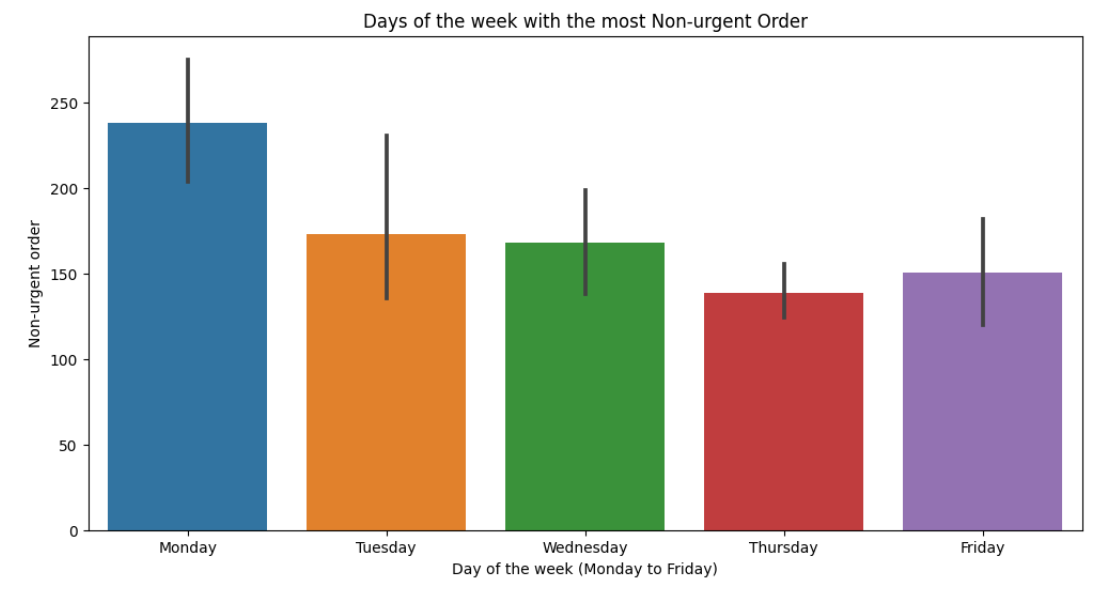 Days of the week with the most Non-urgent Order
Non-urgent order
250
200
150
100
50
0
Monday Tuesday Wednesday Thursday Friday
Day of the week (Monday to Friday)